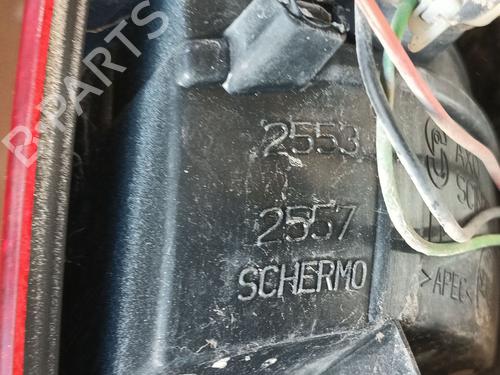 B-PARTS
2553
2557
SCHERMO
>APEC<